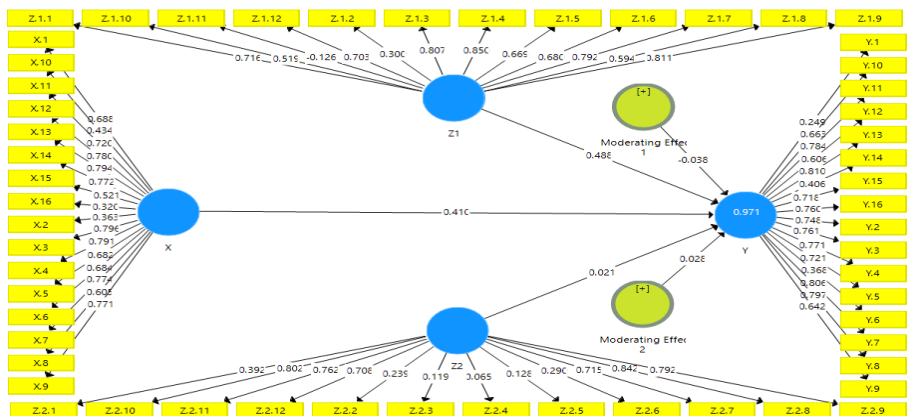 Z.1.1 Z.1.10 Z.1.11 Z.1.12 Z.1.2 Z.1.3 Z.1.4 Z.1.5 Z.1.6 Z.1.7 Z.1.8 Z.1.9
0.716 0.519 -0.126 0.703 0.300 0.807 0.850 0.669 0.680 0.792 0.594 0.811
X.1
X.10
X.11
X.12
X.13
X.14
X.15
X.16
X.2
X.3
X.4
X.5
X.6
X.7
X.8
X.9
0.688
0.434
0.720
0.780
0.794
0.772
0.521
0.320
0.363
0.796
0.791
0.682
0.684
0.774
0.605
0.771
X
Z1
[+]
Moderating Effec
1
0.488
-0.038
0.410
0.971
Y
0.021
0.028
[+]
Moderating Effec
2
Z2
0.249
0.663
0.784
0.606
0.810
0.406
0.718
0.760
0.748
0.761
0.771
0.721
0.368
0.806
0.797
0.642
Y.1
Y.10
Y.11
Y.12
Y.13
Y.14
Y.15
Y.16
Y.2
Y.3
Y.4
Y.5
Y.6
Y.7
Y.8
Y.9
0.392 0.802 0.762 0.708 0.239 0.119 0.065 0.128 0.290 0.715 0.842 0.792
Z.2.1 Z.2.10 Z.2.11 Z.2.12 Z.2.2 Z.2.3 Z.2.4 Z.2.5 Z.2.6 Z.2.7 Z.2.8 Z.2.9